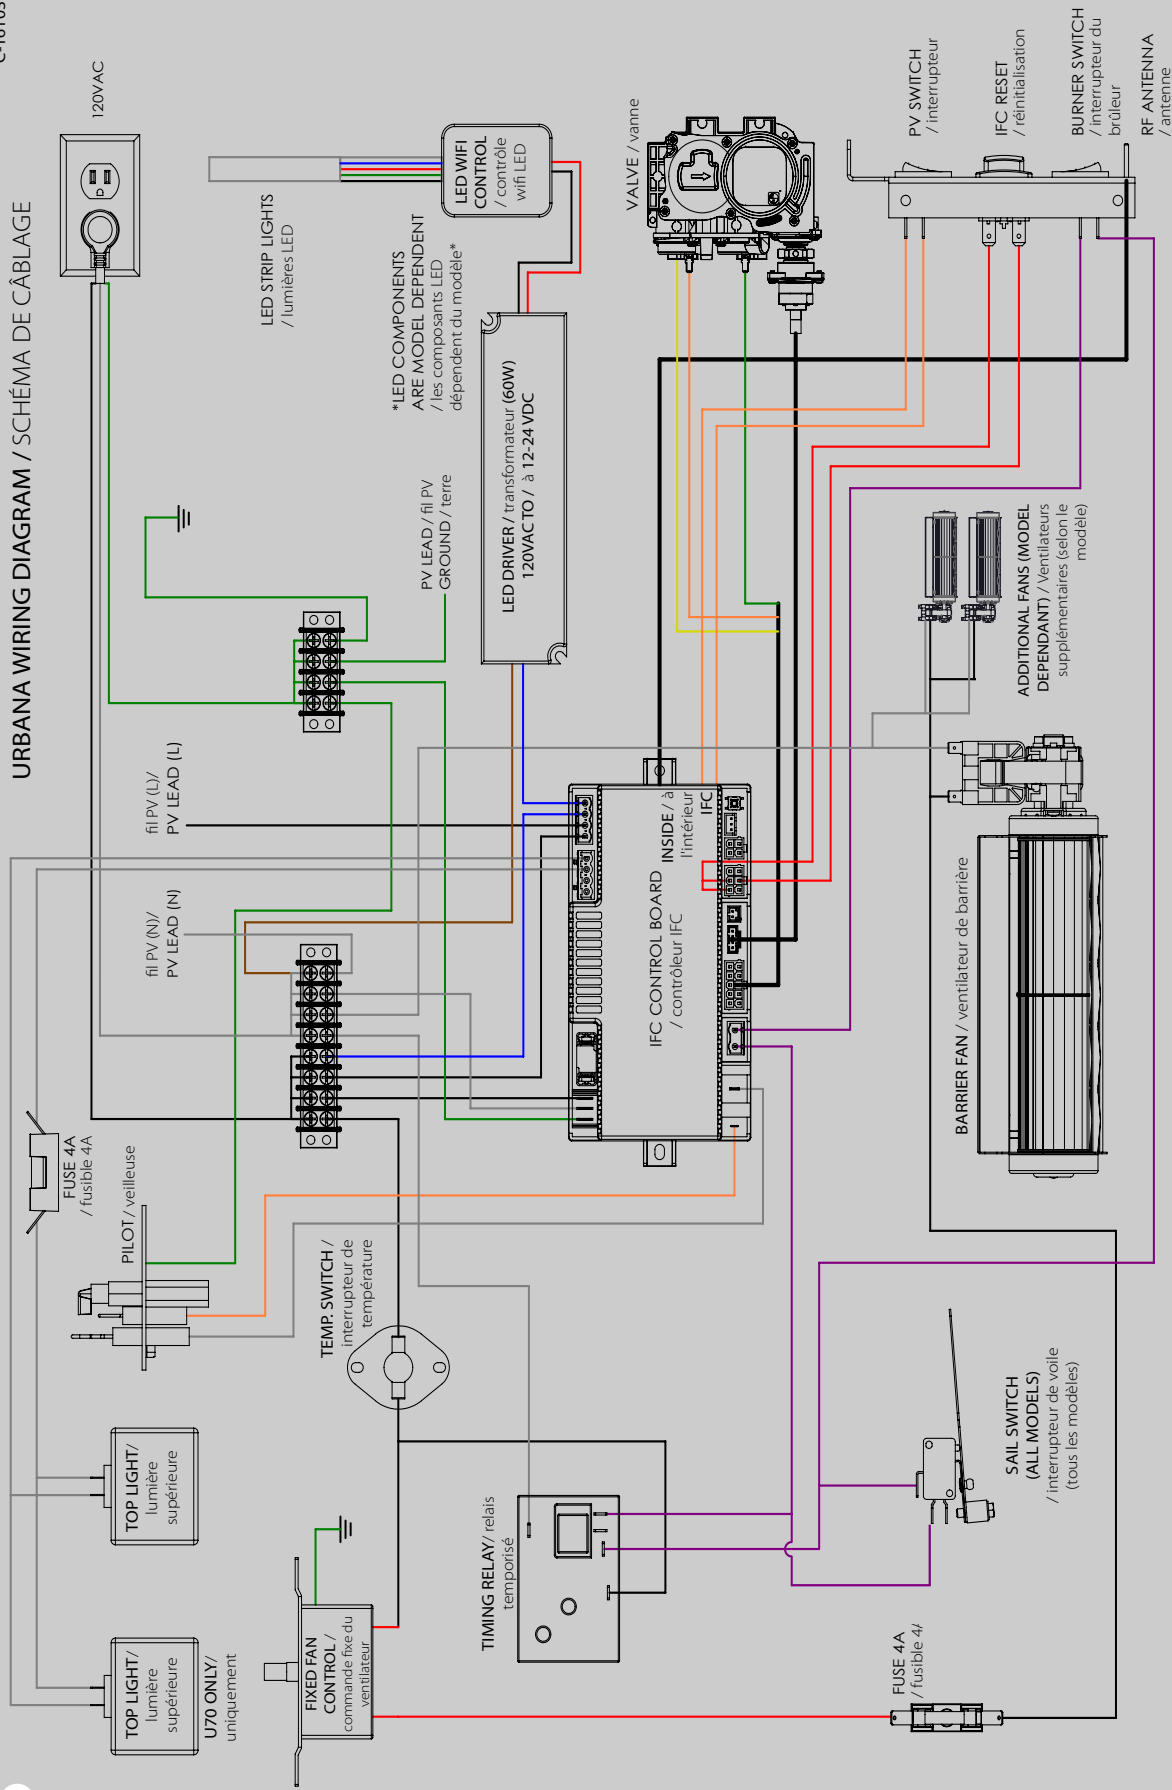 URBANA WIRING DIAGRAM / SCHÉMA DE CÂBLAGE
120VAC
LED STRIP LIGHTS
/ lumières LED
LED WIFI
CONTROL
/ contrôle
wifi LED
*LED COMPONENTS
ARE MODEL DEPENDENT
/ les composants LED
dépendent du modèle*
LED DRIVER / transformateur (60W)
120VAC TO / à 12-24 VDC
PV LEAD / fil PV
GROUND / terre
fil PV (L)/
PV LEAD (L)
fil PV (N)/
PV LEAD (N)
VALVE / vanne
PV SWITCH
/ interrupteur
IFC RESET
/ réinitialisation
BURNER SWITCH
/ interrupteur du
brûleur
RF ANTENNA
/ antenne
IFC CONTROL BOARD
/ contrôleur IFC
INSIDE / à
l'intérieur
IFC
ADDITIONAL FANS (MODEL
DEPENDANT) / Ventilateurs
supplémentaires (selon le
modèle)
BARRIER FAN / ventilateur de barrière
FUSE 4A
/ fusible 4A
PILOT / veilleuse
TEMP. SWITCH /
interrupteur de
température
TOP LIGHT/
lumière
supérieure
TOP LIGHT/
lumière
supérieure
U70 ONLY/
uniquement
FIXED FAN
CONTROL /
commande fixe du
ventilateur
TIMING RELAY/ relais
temporisé
SAIL SWITCH
(ALL MODELS)
/ interrupteur de voile
(tous les modèles)
FUSE 4A
/ fusible